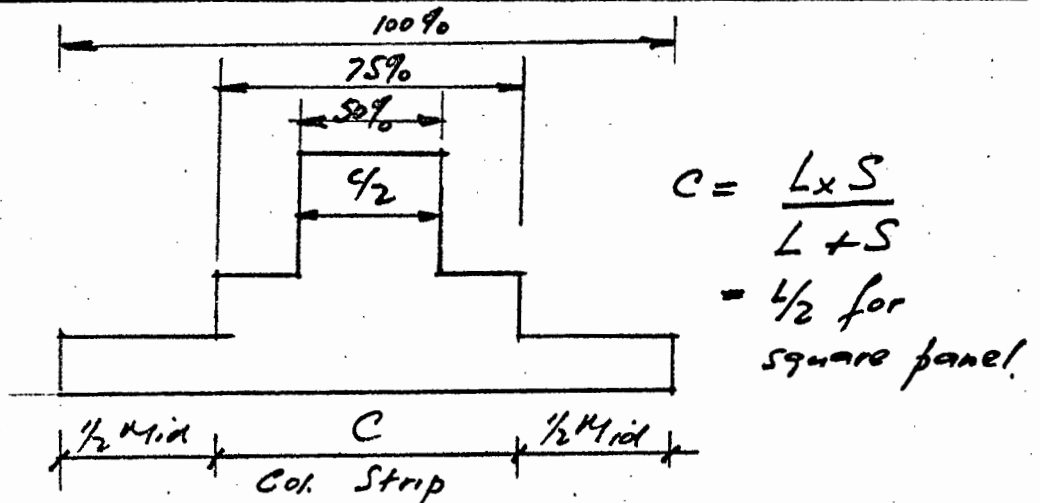 100%
75%
50%
C/2
C = L x S
L + S
= L/2 for
square panel.
1/2 Mid
C
1/2 Mid
Col. Strip